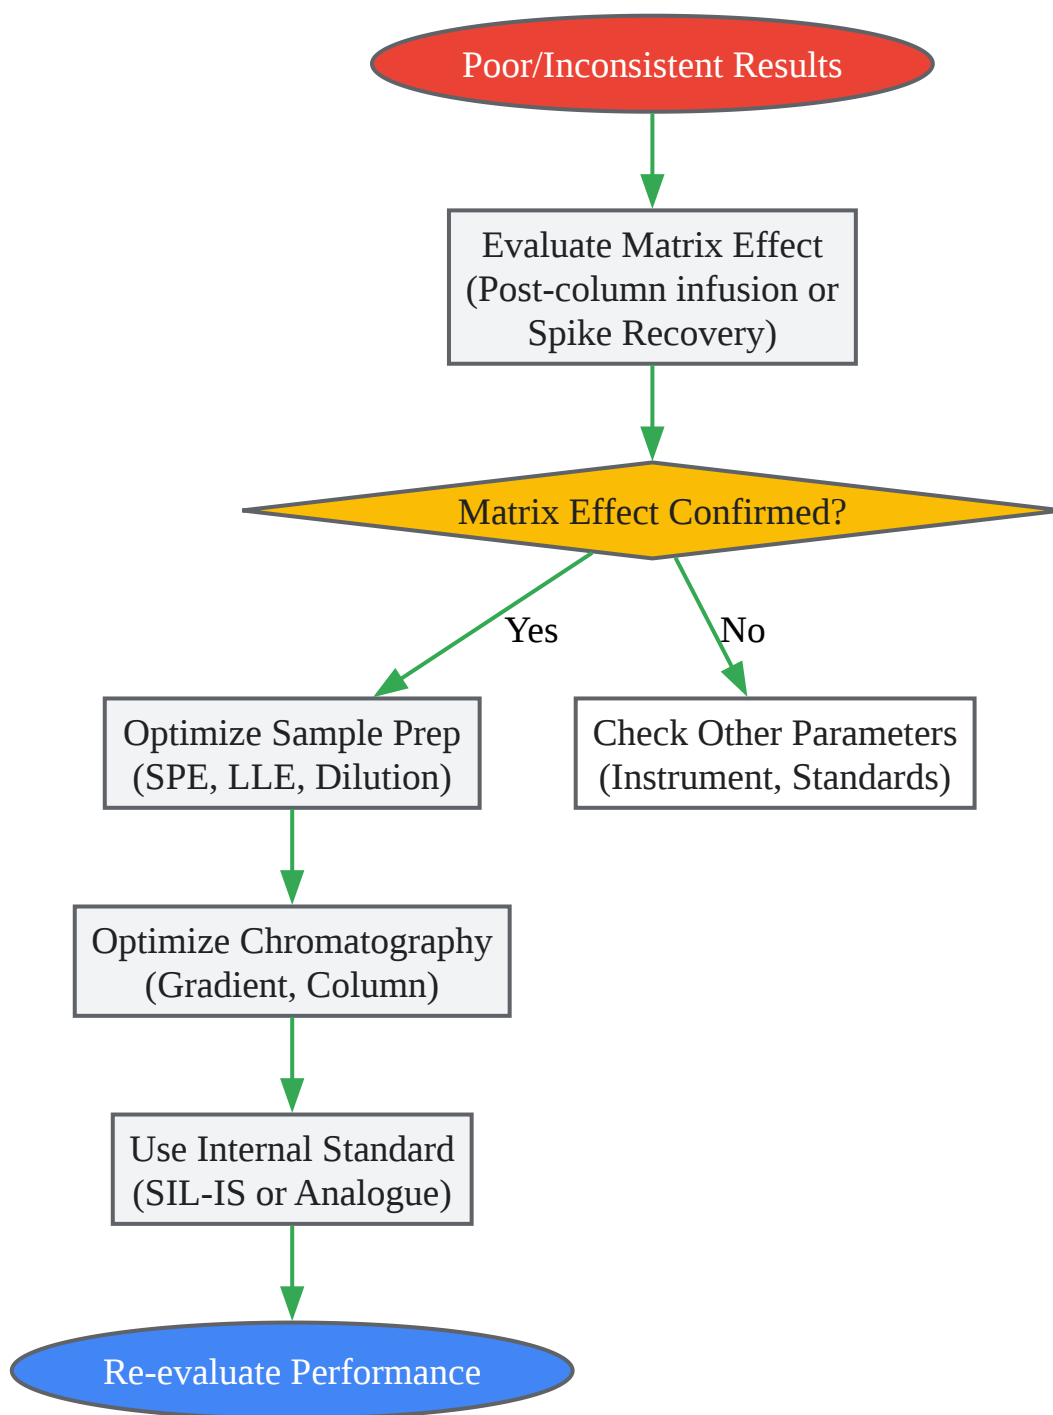 Poor/Inconsistent Results
Evaluate Matrix Effect
(Post-column infusion or
Spike Recovery)
Matrix Effect Confirmed?
Yes
No
Optimize Sample Prep
(SPE, LLE, Dilution)
Check Other Parameters
(Instrument, Standards)
Optimize Chromatography
(Gradient, Column)
Use Internal Standard
(SIL-IS or Analogue)
Re-evaluate Performance